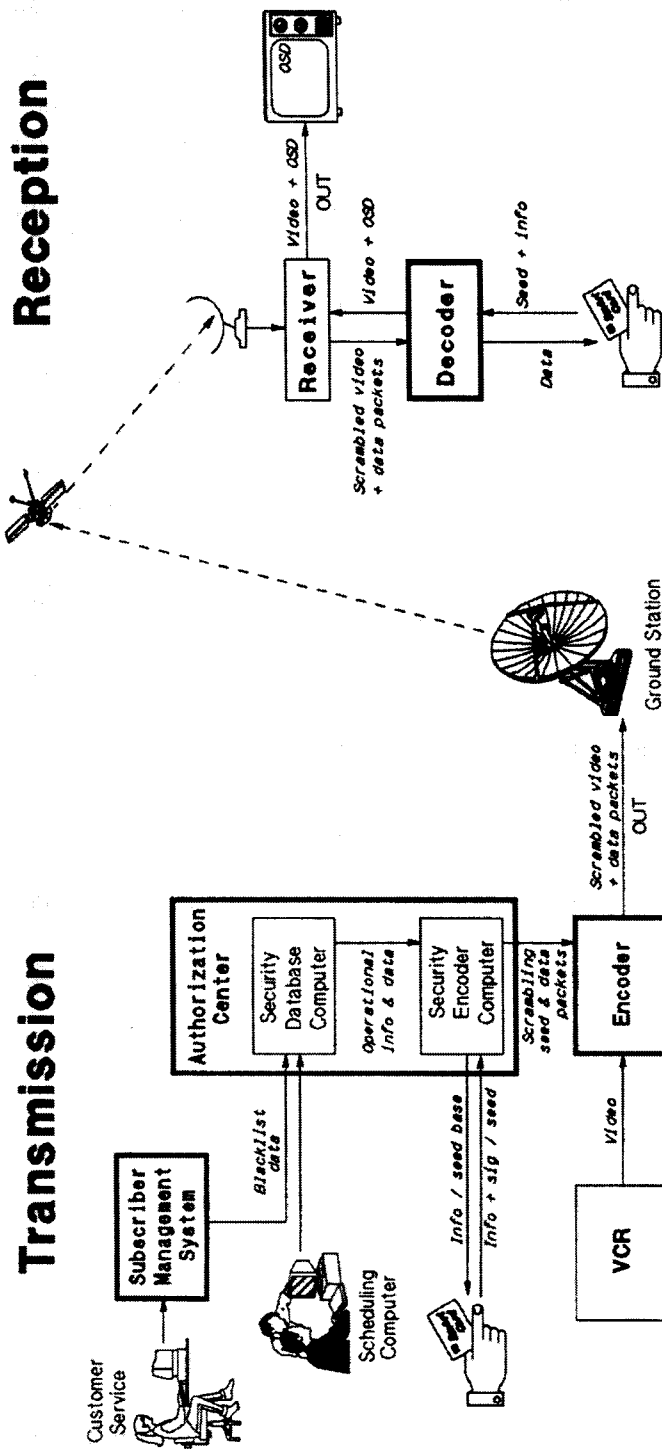 Transmission
Reception
Customer
Service
Subscriber
Management
System
Scheduling
Computer
Blacklist
data
Authorization
Center
Security
Database
Computer
Operational
info & data
Security
Encoder
Computer
Info / seed base
Info + sig / seed
Scrambling
seed & data
packets
VCR
Video
Encoder
Scrambled video
+ data packets
OUT
Ground Station
Receiver
Video + OSD
OUT
OSD
Scrambled video
+ data packets
Video + OSD
Decoder
Data
Seed + info